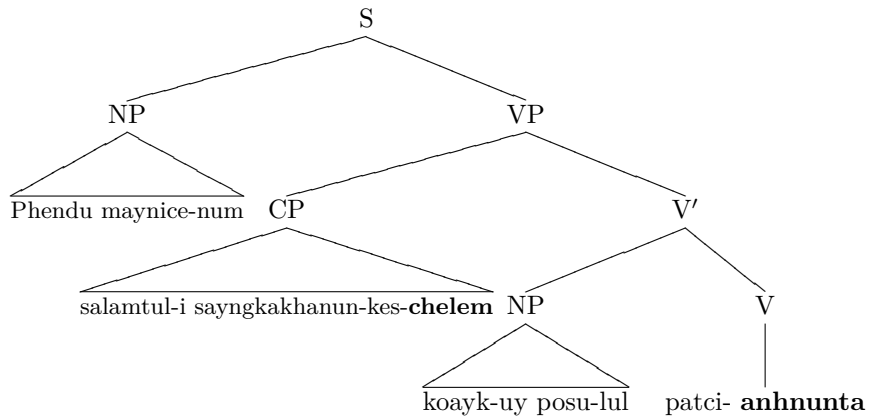 S
NP VP
Phendu maynice-num CP V′
salamtul-i sayngkakhanun-kes-chelem NP V
koayk-uy posu-lul patci- anhnunta